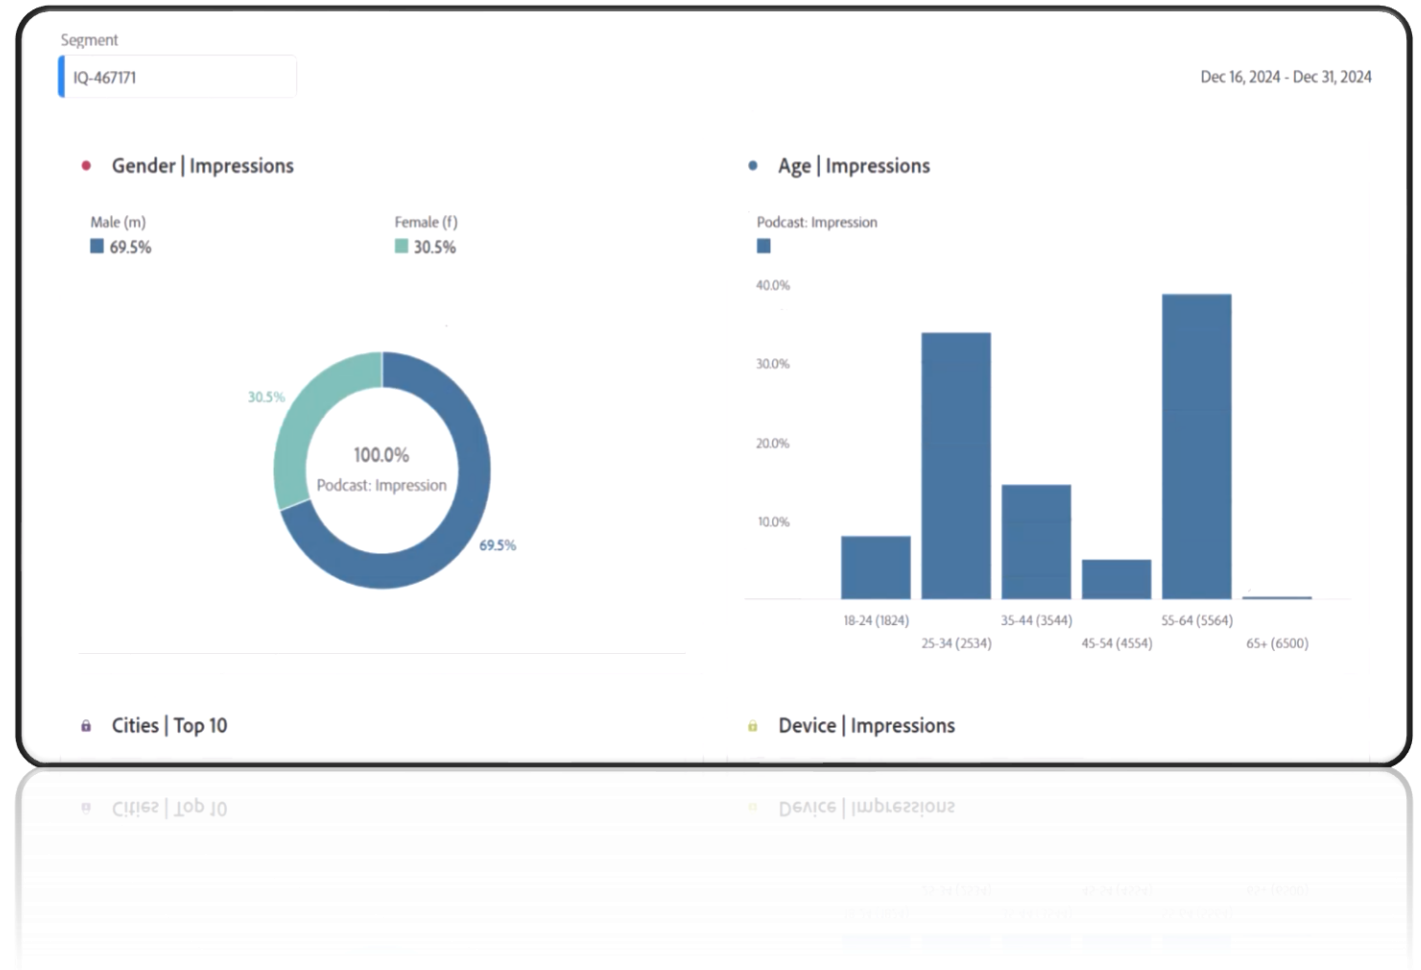 Segment
IQ-467171
Dec 16, 2024 - Dec 31, 2024
Gender | Impressions
Male (m)
69.5%
Female (f)
30.5%
30.5%
100.0%
Podcast: Impression
69.5%
Age | Impressions
Podcast: Impression
40.0%
30.0%
20.0%
10.0%
18-24 (1824)
25-34 (2534)
35-44 (3544)
45-54 (4554)
55-64 (5564)
65+ (6500)
Cities | Top 10
Device | Impressions